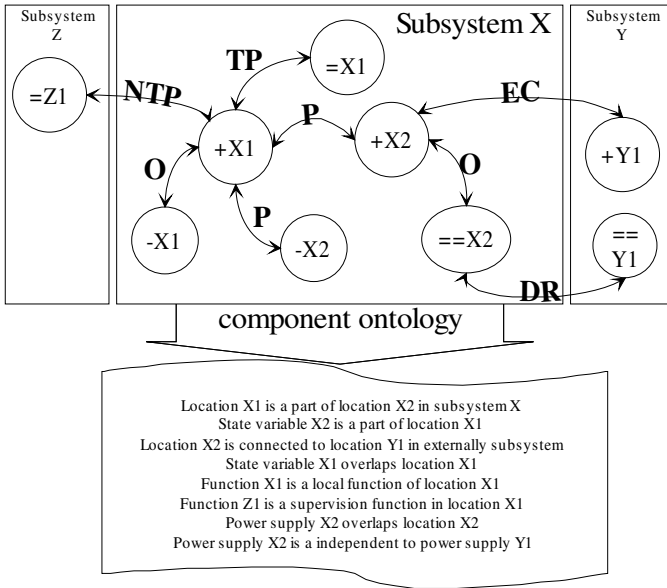 Subsystem
Z
Subsystem X
Subsystem
Y
=Z1
NTP
TP
=X1
P
+X1
+X2
EC
+Y1
O
O
-X1
P
-X2
==X2
==
Y1
DR
component ontology
Location X1 is a part of location X2 in subsystem X
State variable X2 is a part of location X1
Location X2 is connected to location Y1 in externally subsystem
State variable X1 overlaps location X1
Function X1 is a local function of location X1
Function Z1 is a supervision function in location X1
Power supply X2 overlaps location X2
Power supply X2 is a independent to power supply Y1